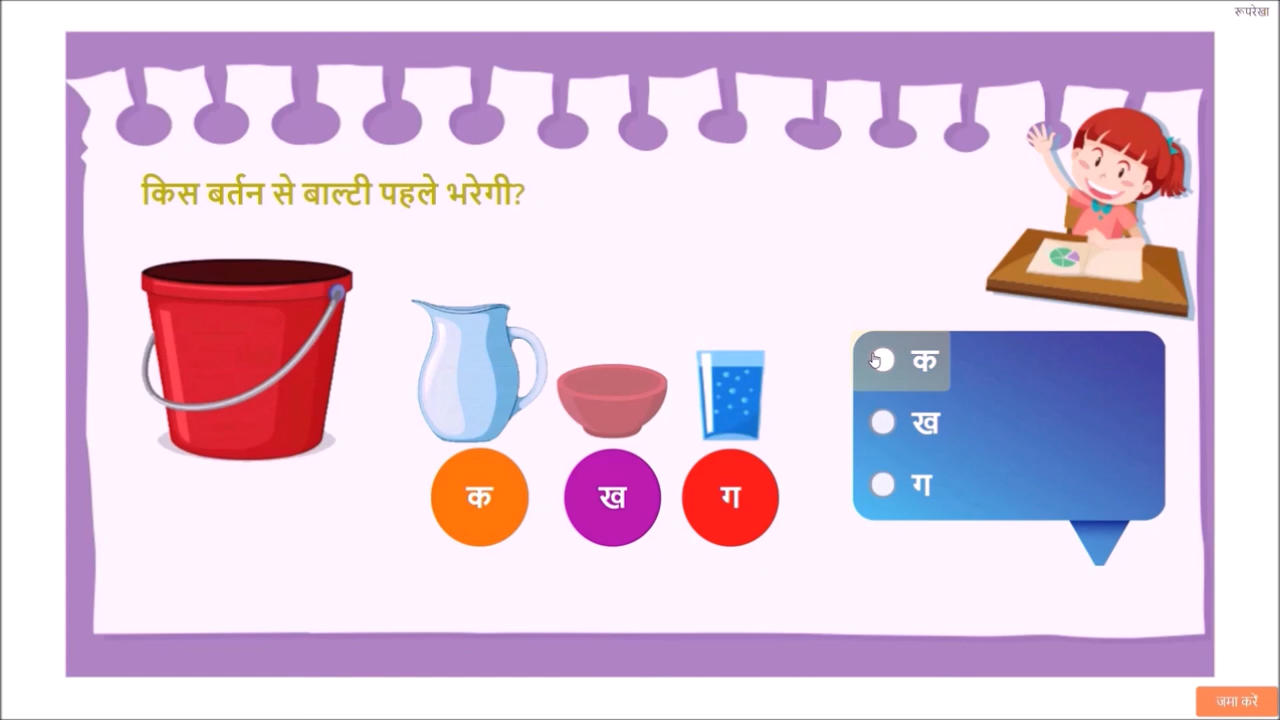 रूपरेखा
किस बर्तन से बाल्टी पहले भरेगी?
क
ख
ग
क
ख
ग
जमा करें